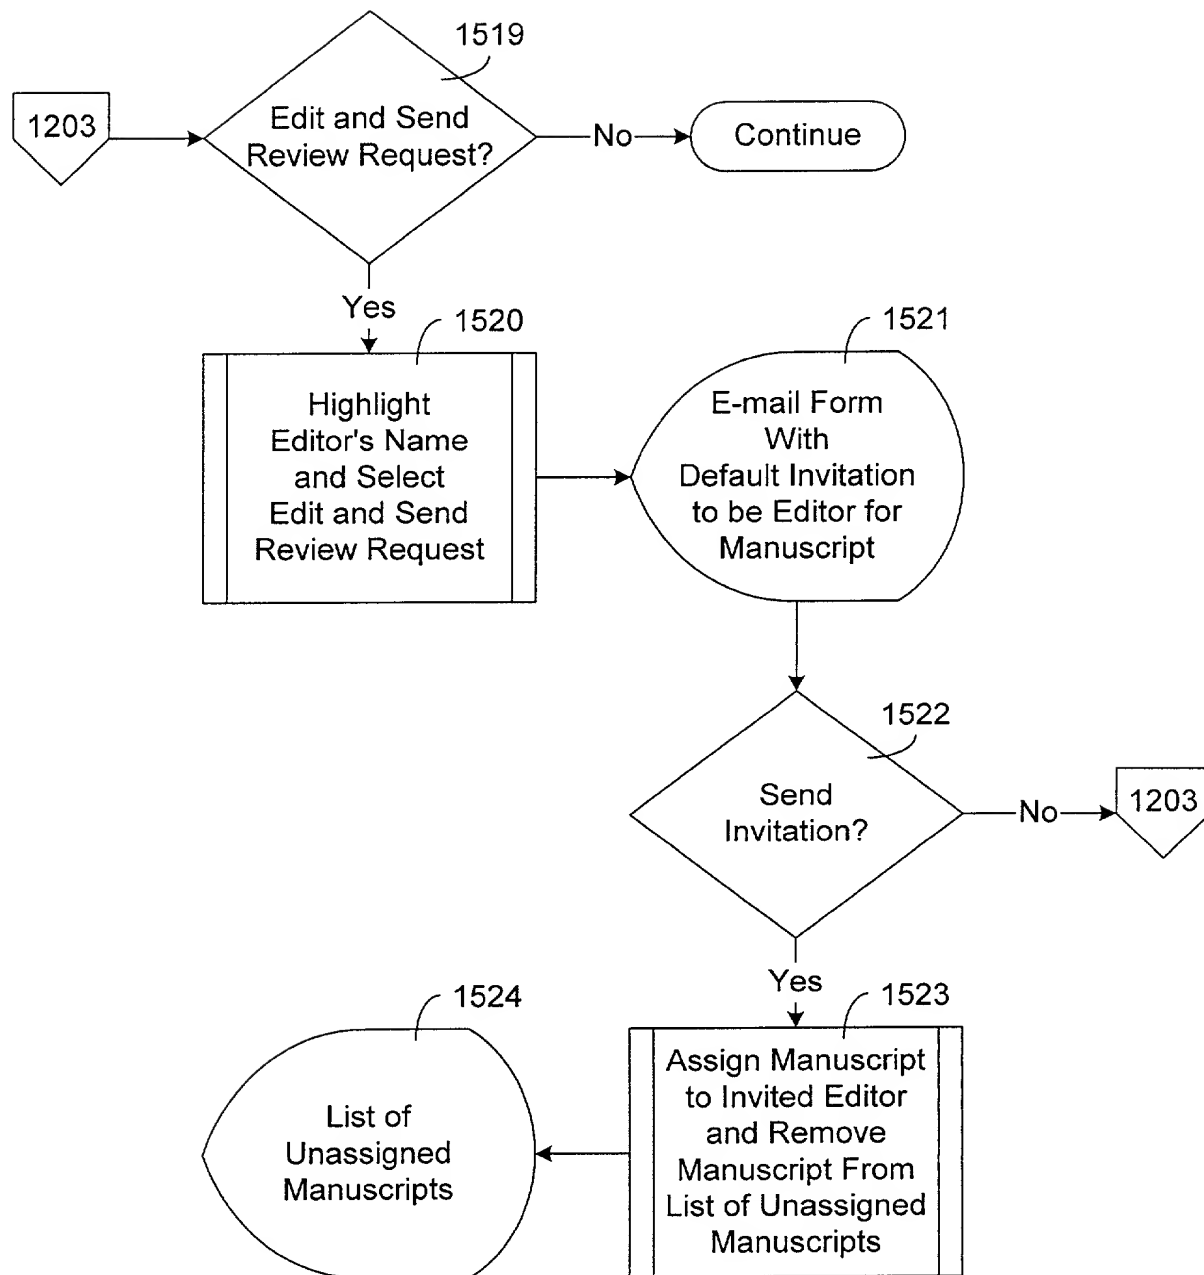 1519
1203
Edit and Send
Review Request?
No
Continue
Yes
1520
Highlight
Editor's Name
and Select
Edit and Send
Review Request
1521
E-mail Form
With
Default Invitation
to be Editor for
Manuscript
1522
Send
Invitation?
No
1203
Yes
1523
Assign Manuscript
to Invited Editor
and Remove
Manuscript From
List of Unassigned
Manuscripts
1524
List of
Unassigned
Manuscripts